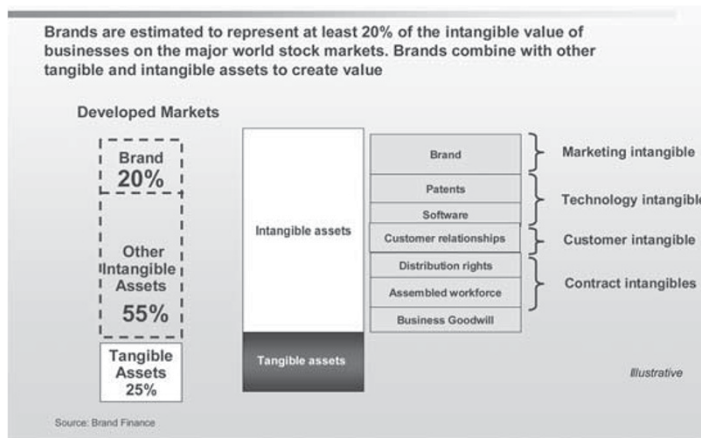 Brands are estimated to represent at least 20% of the intangible value of
businesses on the major world stock markets. Brands combine with other
tangible and intangible assets to create value
Developed Markets
Brand
20%
Other
Intangible
Assets
55%
Tangible
Assets
25%
Intangible assets
Tangible assets
Brand
Patents
Software
Customer relationships
Distribution rights
Assembled workforce
Business Goodwill
Marketing intangible
Technology intangible
Customer intangible
Contract intangibles
Illustrative
Source: Brand Finance